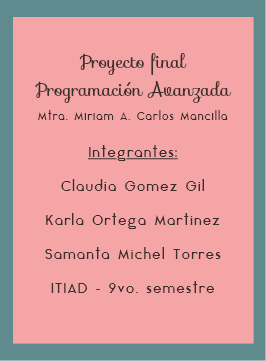 Proyecto final
Programación Avanzada
Mtra. Miriam A. Carlos Mancilla
Integrantes:
Claudia Gomez Gil
Karla Ortega Martinez
Samanta Michel Torres
ITIAD - 9vo. semestre